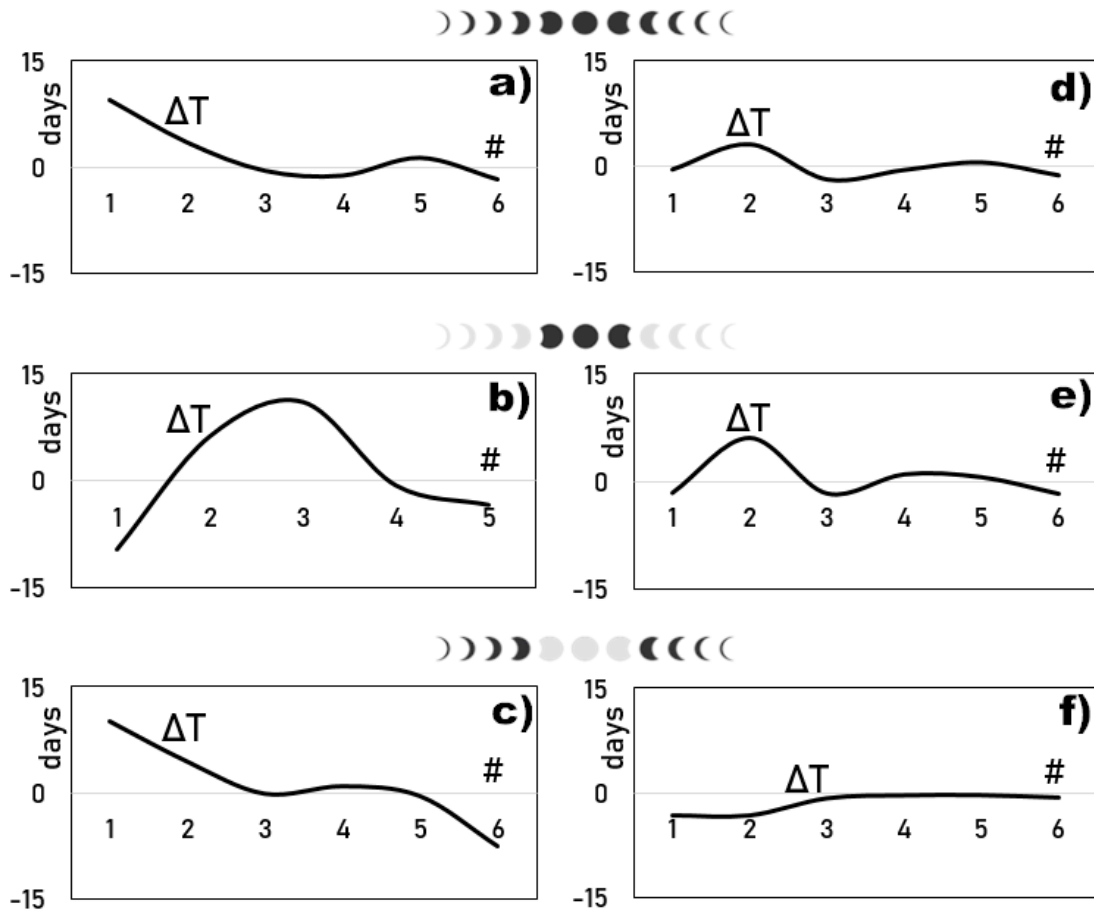 15 days 0 -15 ΔT a) # 1 2 3 4 5 6
15 days 0 -15 ΔT d) # 1 2 3 4 5 6
15 days 0 -15 ΔT b) # 1 2 3 4 5
15 days 0 -15 ΔT e) # 1 2 3 4 5 6
15 days 0 -15 ΔT c) # 1 2 3 4 5 6
15 days 0 -15 ΔT f) # 1 2 3 4 5 6